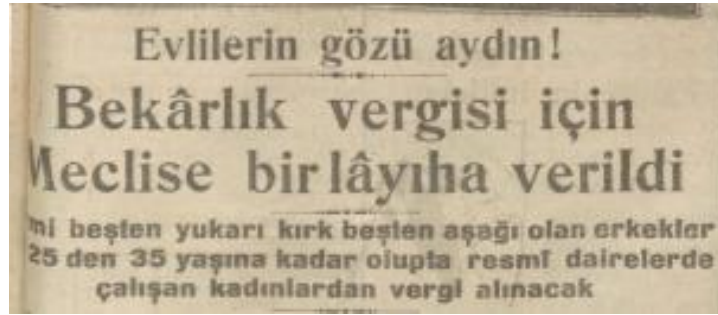 Evlilerin gözü aydın!
Bekârlık vergisi için
Meclise bir lâyıha verildi
mi beşten yukarı kırk beşten aşağı olan erkekler
25 den 35 yaşına kadar olupta resmî dairelerde
çalışan kadınlardan vergi alınacak